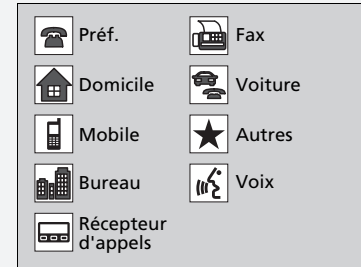 Préf.
Fax
Domicile
Voiture
Mobile
Autres
Bureau
Voix
Récepteur
d'appels